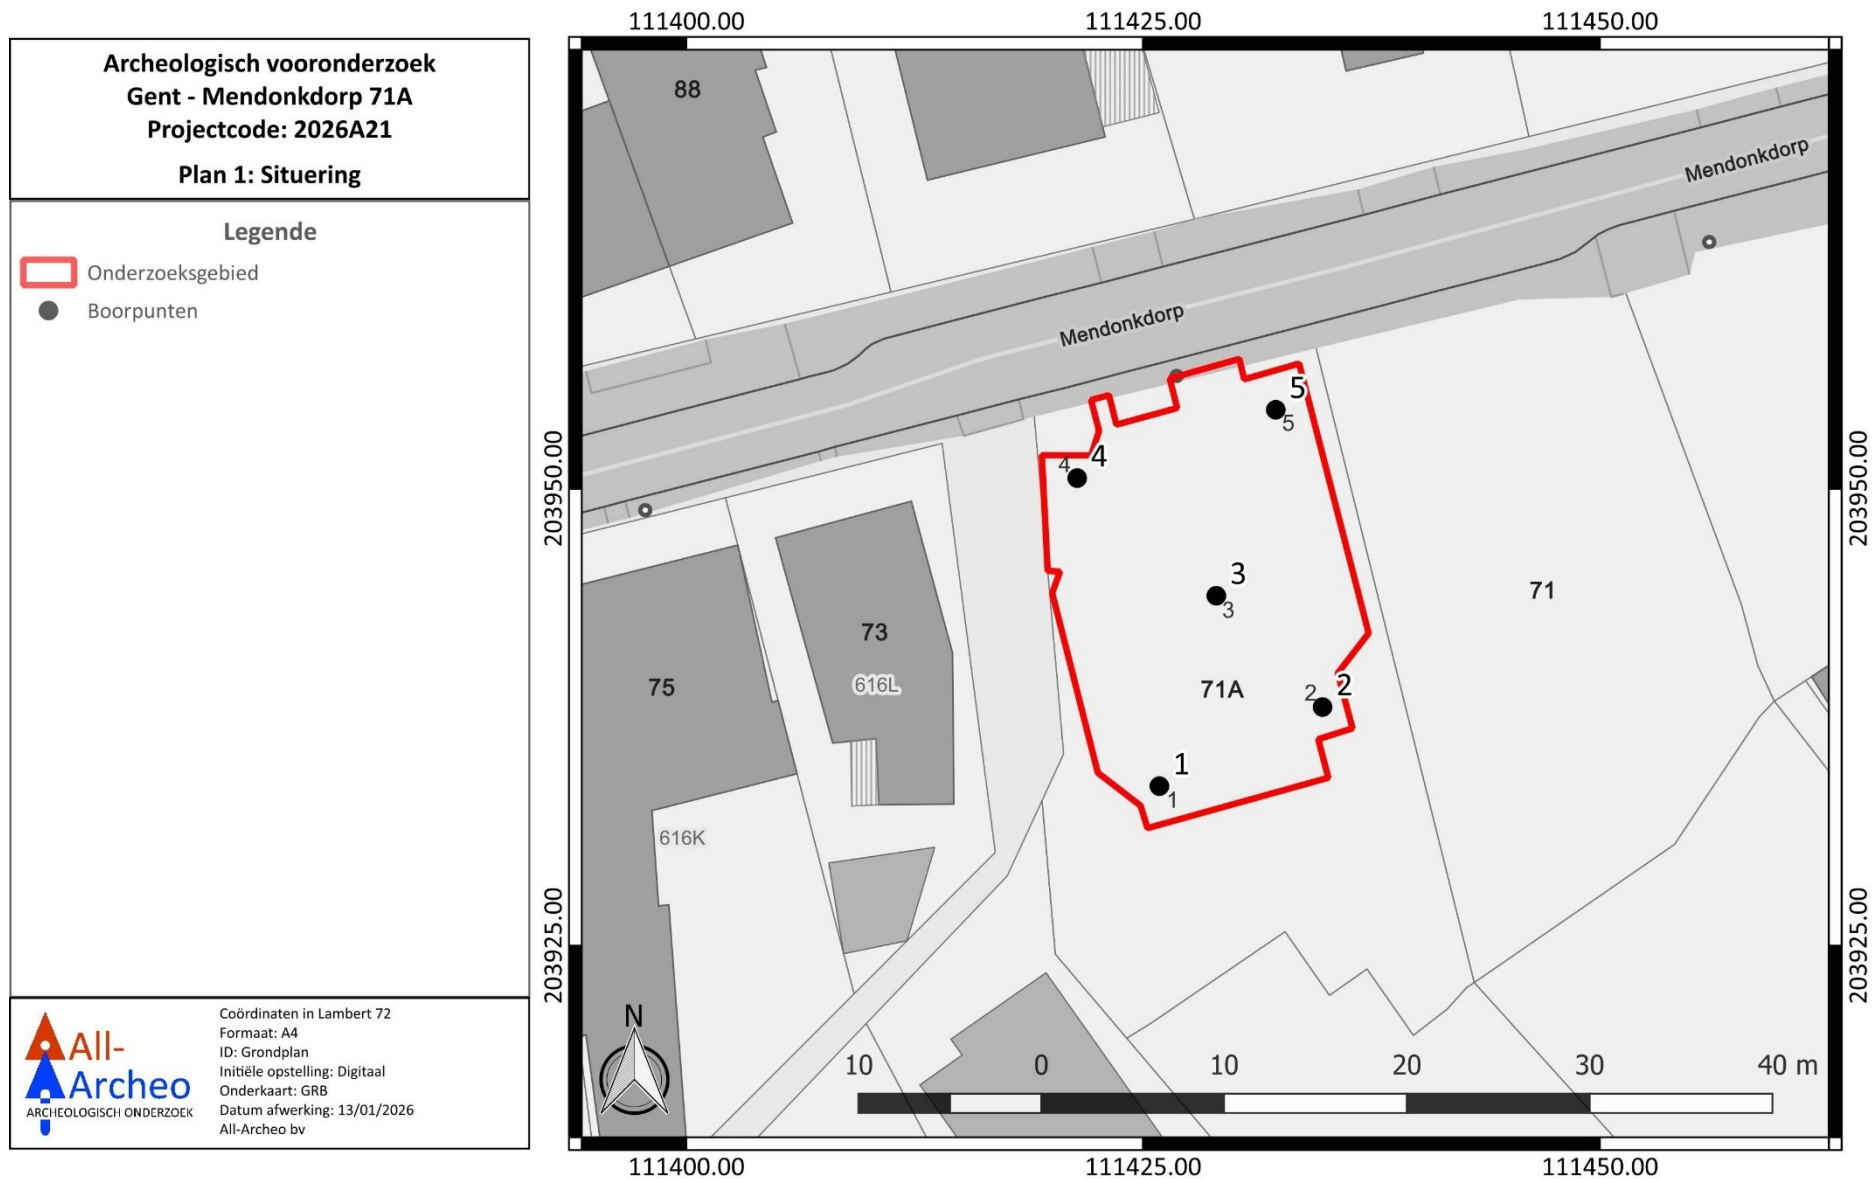 Archeologisch vooronderzoek
Gent - Mendonkdorp 71A
Projectcode: 2026A21
Plan 1: Situering
Legende
Onderzoeksgebied
Boorpunten
Coördinaten in Lambert 72
Formaat: A4
ID: Grondplan
Initiële opstelling: Digitaal
Onderkaart: GRB
Datum afwerking: 13/01/2026
All-Archeo bv
All-
Archeo
ARCHEOLOGISCH ONDERZOEK
111400.00 111425.00 111450.00
88
Mendonkdorp
Mendonkdorp
5
5
4 4
203950.00
203950.00
3
3
71
73
75
616L
71A
2 2
1
1
616K
203925.00
203925.00
N
10 0 10 20 30 40 m
111400.00 111425.00 111450.00